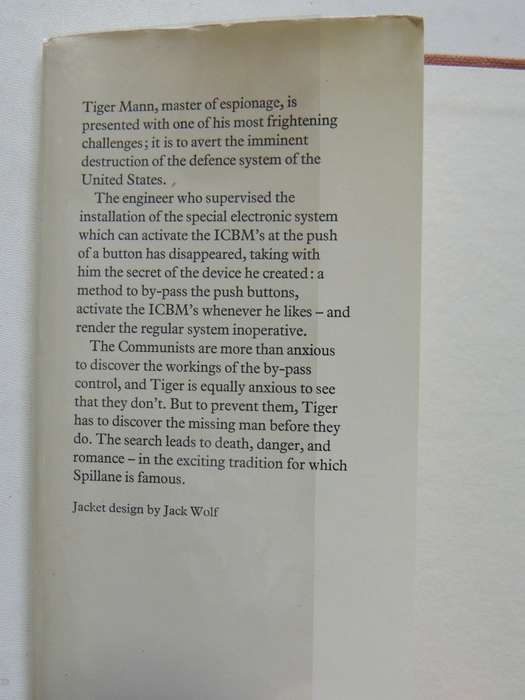 Tiger Mann, master of espionage, is
presented with one of his most frightening
challenges; it is to avert the imminent
destruction of the defence system of the
United States.
The engineer who supervised the
installation of the special electronic system
which can activate the ICBM's at the push
of a button has disappeared, taking with
him the secret of the device he created: a
method to by-pass the push buttons,
activate the ICBM's whenever he likes – and
render the regular system inoperative.
The Communists are more than anxious
to discover the workings of the by-pass
control, and Tiger is equally anxious to see
that they don't. But to prevent them, Tiger
has to discover the missing man before they
do. The search leads to death, danger, and
romance – in the exciting tradition for which
Spillane is famous.
Jacket design by Jack Wolf